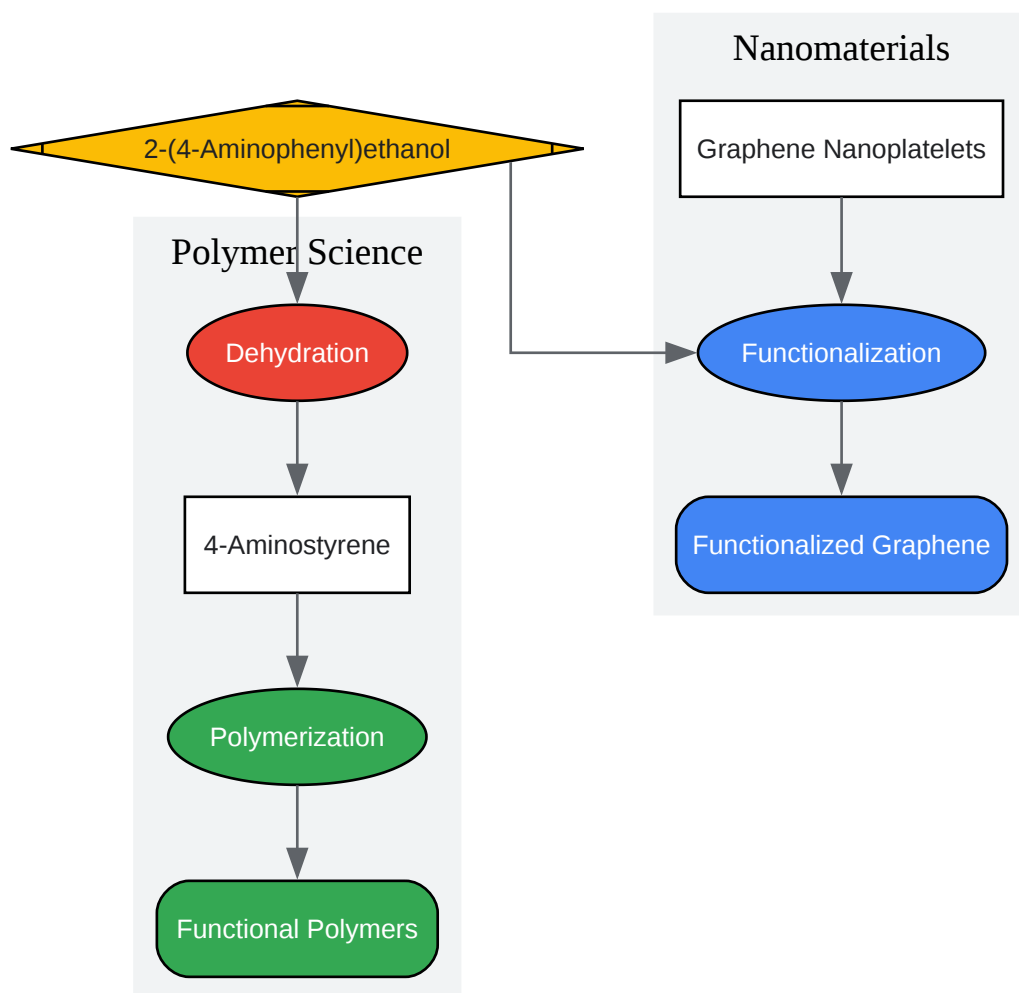 Nanomaterials
2-(4-Aminophenyl)ethanol
Graphene Nanoplatelets
Polymer Science
Dehydration
Functionalization
4-Aminostyrene
Functionalized Graphene
Polymerization
Functional Polymers